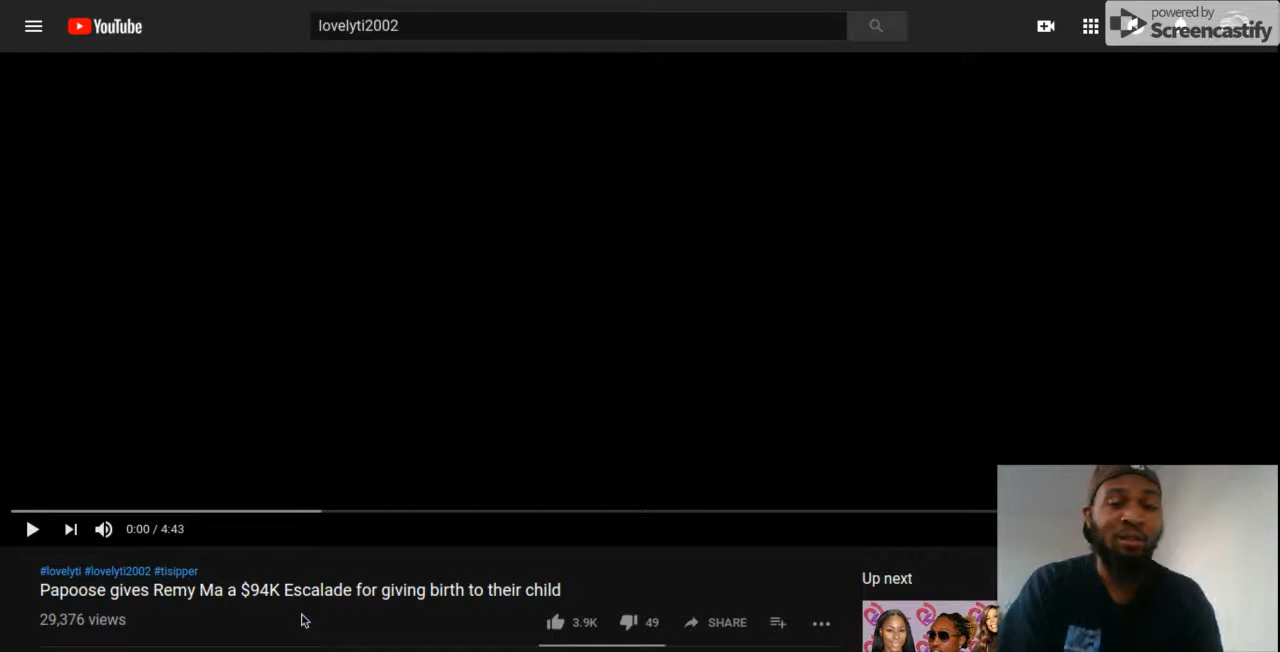 YouTube
lovelyti2002
powered by
Screencastify
0:00 / 4:43
#lovelyti #lovelyti2002 #tisipper
Papoose gives Remy Ma a $94K Escalade for giving birth to their child
29,376 views
3.9K
49
SHARE
Up next